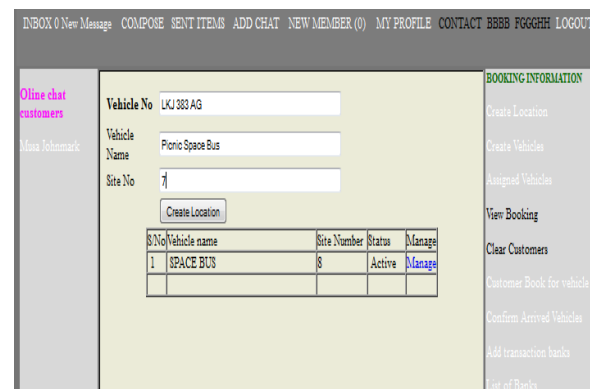 INBOX 0 New Message COMPOSE SENT ITEMS ADD CHAT NEW MEMBER (0) MY PROFILE CONTACT BBBB FGGGHH LOGOUT
Oline chat
customers
Musa Johnmark
Vehicle No LKJ 383 AG
Vehicle
Name Pionic Space Bus
Site No 7
Create Location
S/No Vehicle name Site Number Status Manage
1 SPACE BUS 8 Active Manage
BOOKING INFORMATION
Create Location
Create Vehicles
Assigned Vehicles
View Booking
Clear Customers
Customer Book for vehicle
Confirm Arrived Vehicles
Add transaction banks
List of Banks